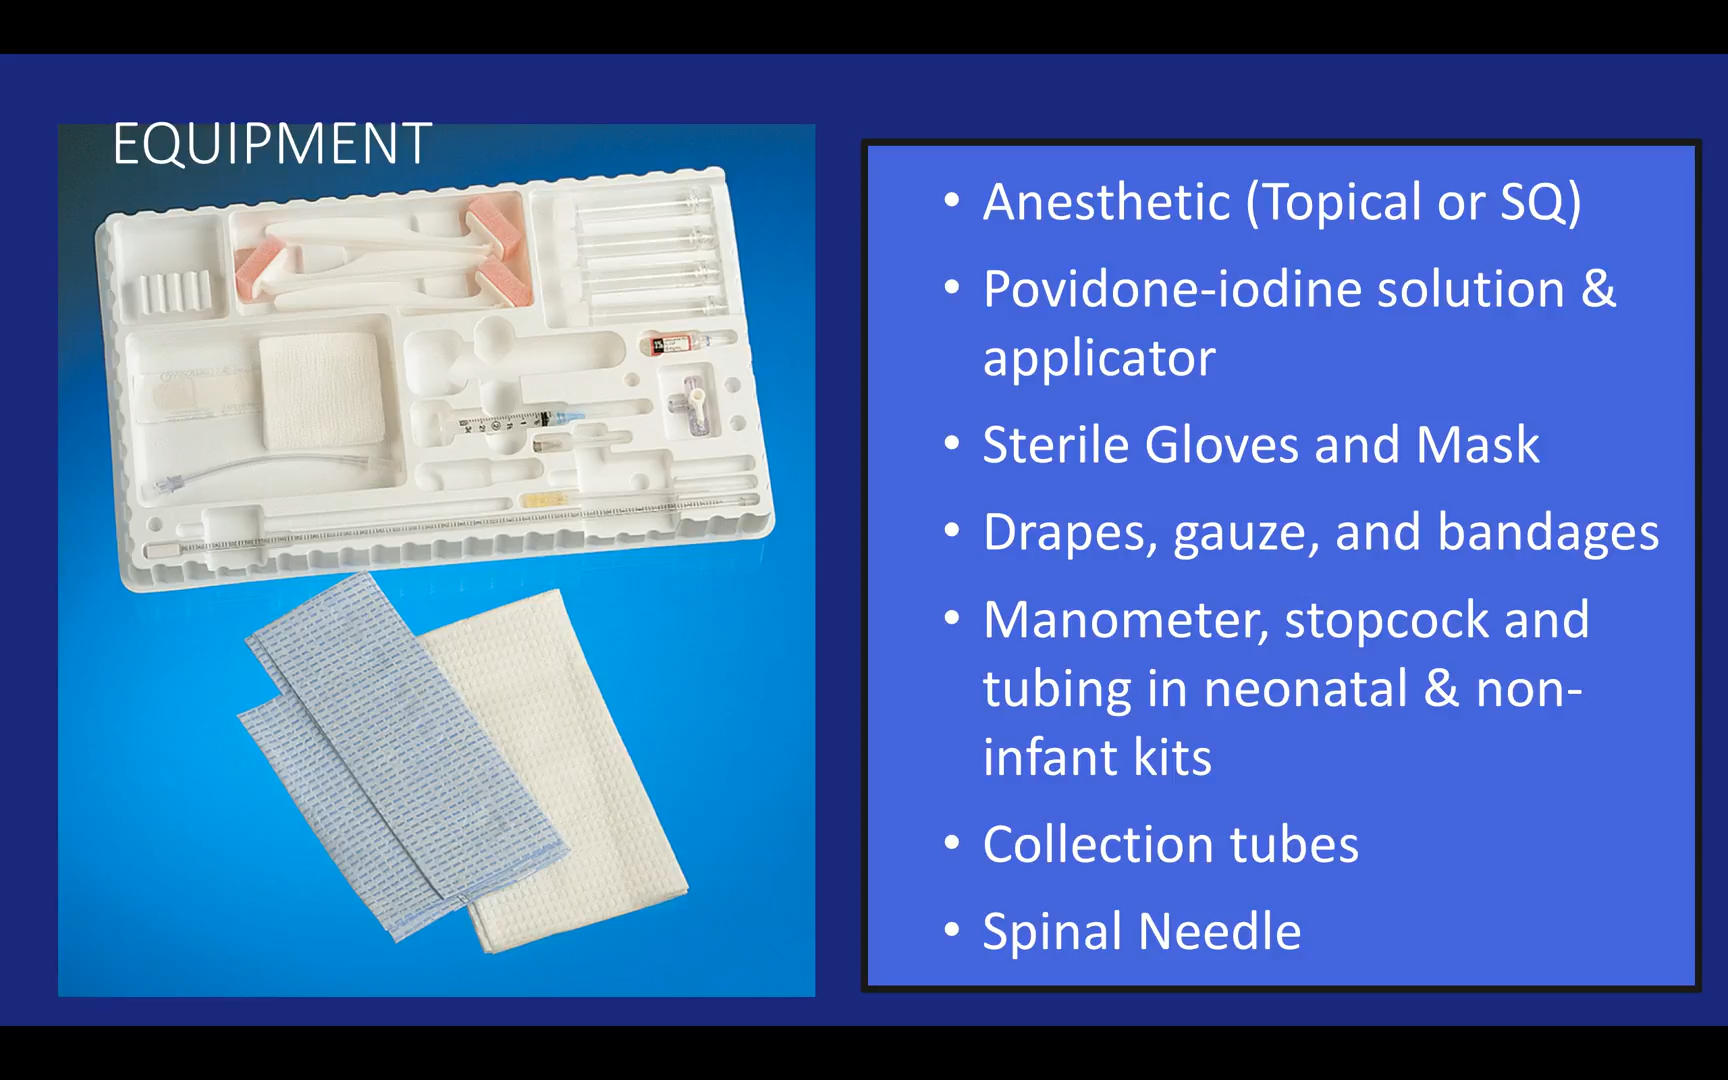 EQUIPMENT
• Anesthetic (Topical or SQ)
• Povidone-iodine solution &
applicator
• Sterile Gloves and Mask
• Drapes, gauze, and bandages
• Manometer, stopcock and
tubing in neonatal & non-
infant kits
• Collection tubes
• Spinal Needle